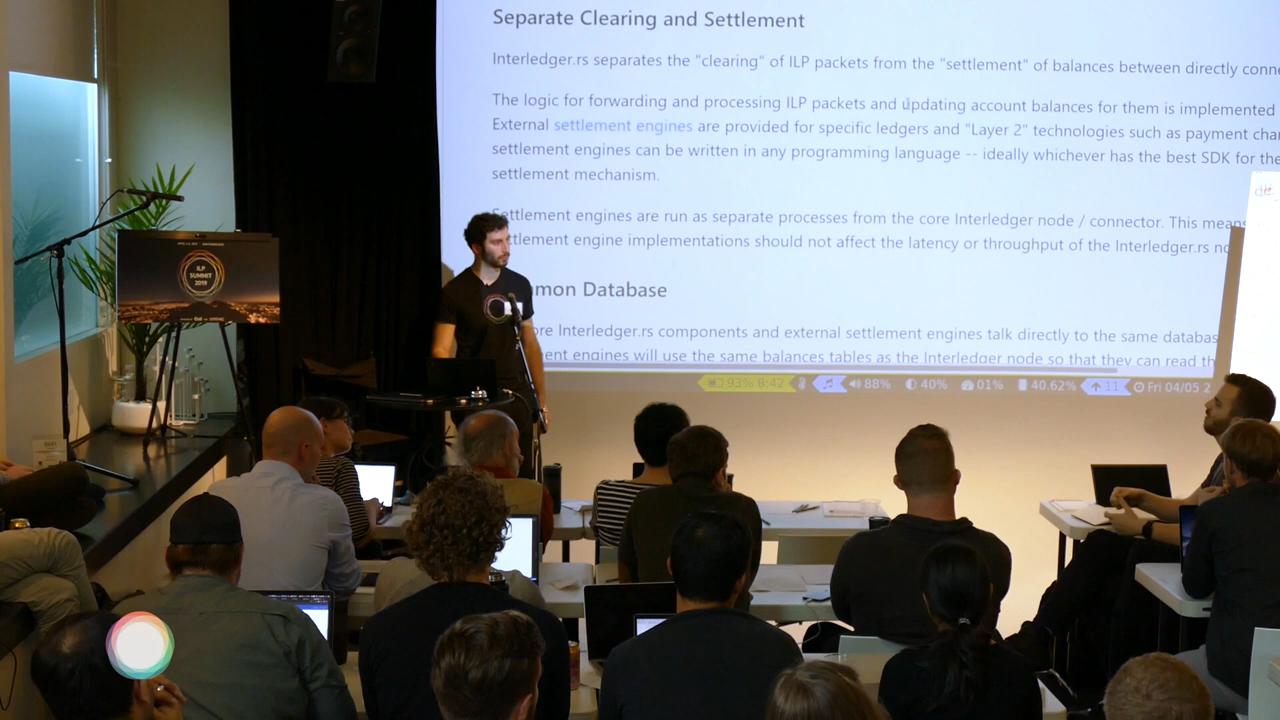 Separate Clearing and Settlement
Interledger.rs separates the "clearing" of ILP packets from the "settlement" of balances between directly conne
The logic for forwarding and processing ILP packets and updating account balances for them is implemented
External settlement engines are provided for specific ledgers and "Layer 2" technologies such as payment cha
settlement engines can be written in any programming language -- ideally whichever has the best SDK for the
settlement mechanism.
Settlement engines are run as separate processes from the core Interledger node / connector. This means
ttlement engine implementations should not affect the latency or throughput of the Interledger.rs no
mmon Database
ore Interledger.rs components and external settlement engines talk directly to the same databas
ent engines will use the same balances tables as the Interledger node so that they can read th
93% 8:42 88% 40% 01% 40.62% 11 Fri 04/05 2
ILP
SUMMIT
2019